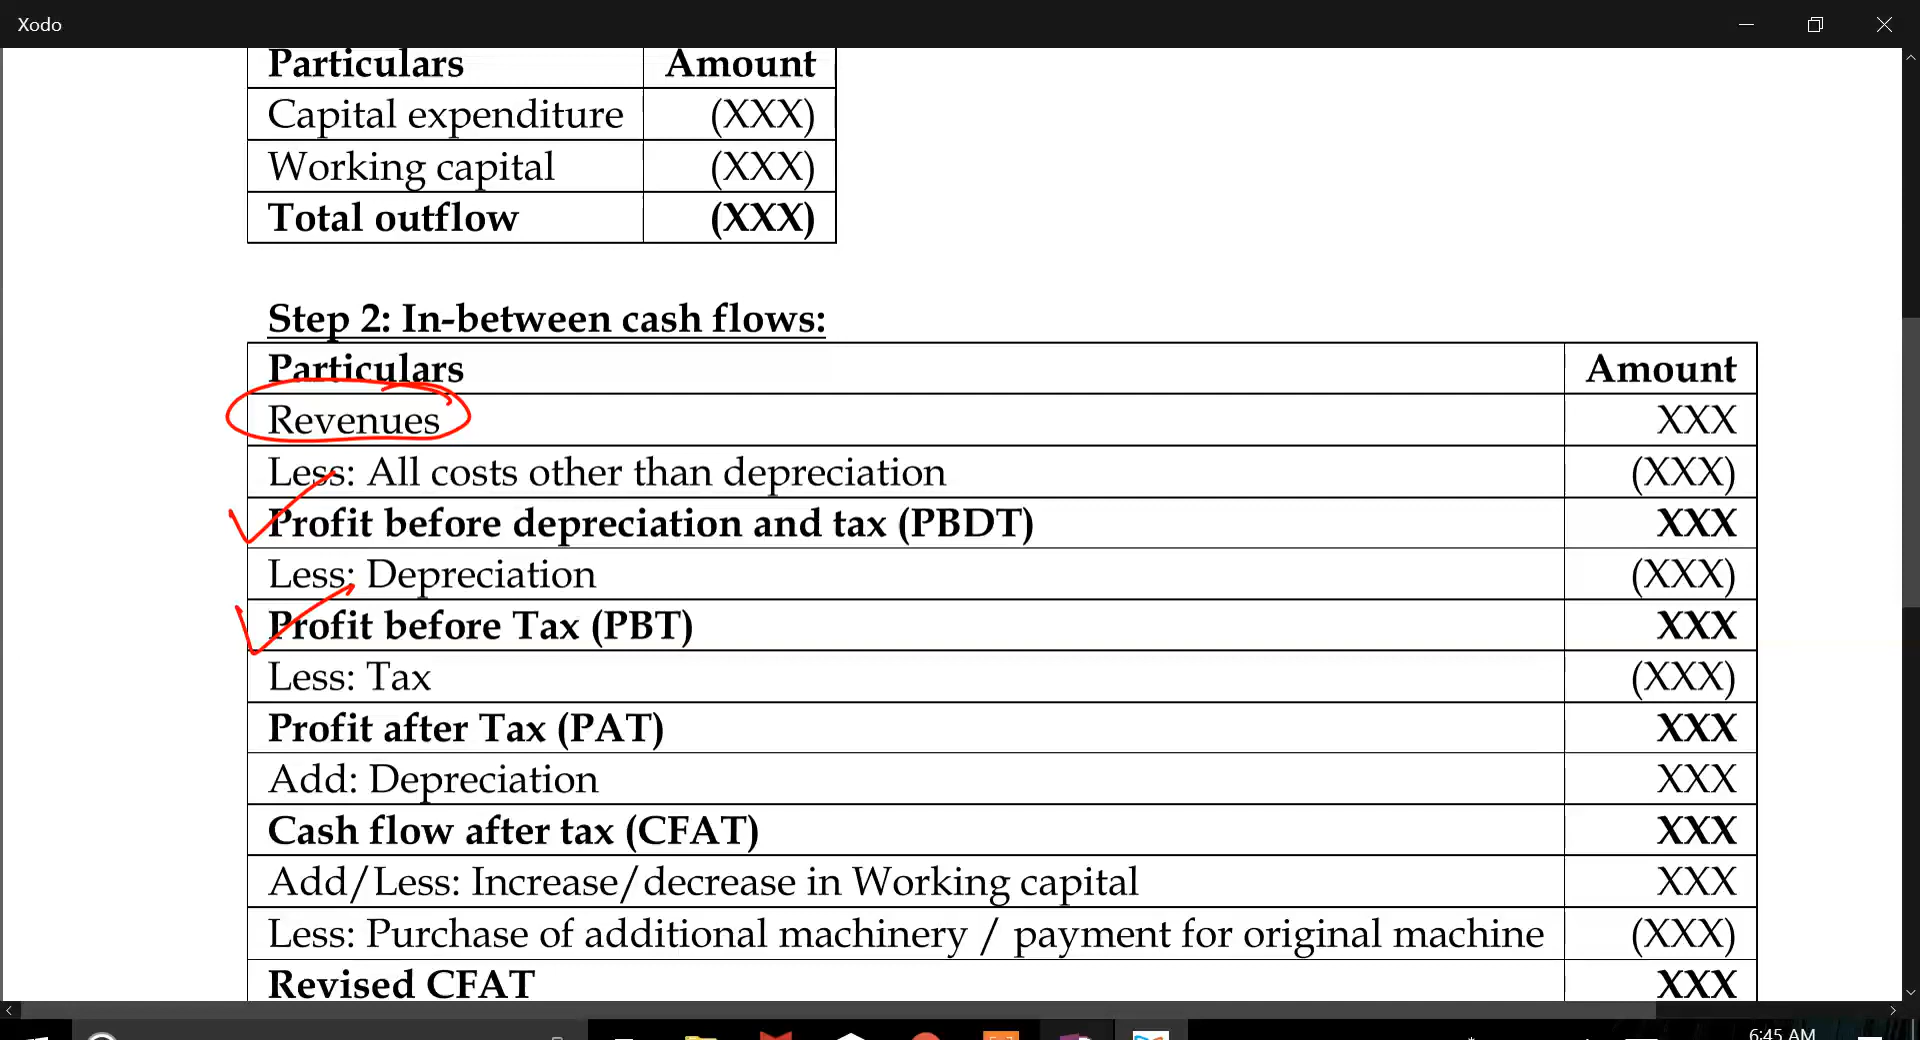 Xodo
Particulars Amount
Capital expenditure (XXX)
Working capital (XXX)
Total outflow (XXX)
Step 2: In-between cash flows:
Particulars Amount
Revenues XXX
Less: All costs other than depreciation (XXX)
Profit before depreciation and tax (PBDT) XXX
Less: Depreciation (XXX)
Profit before Tax (PBT) XXX
Less: Tax (XXX)
Profit after Tax (PAT) XXX
Add: Depreciation XXX
Cash flow after tax (CFAT) XXX
Add/Less: Increase/decrease in Working capital XXX
Less: Purchase of additional machinery / payment for original machine (XXX)
Revised CFAT XXX
6:45 AM